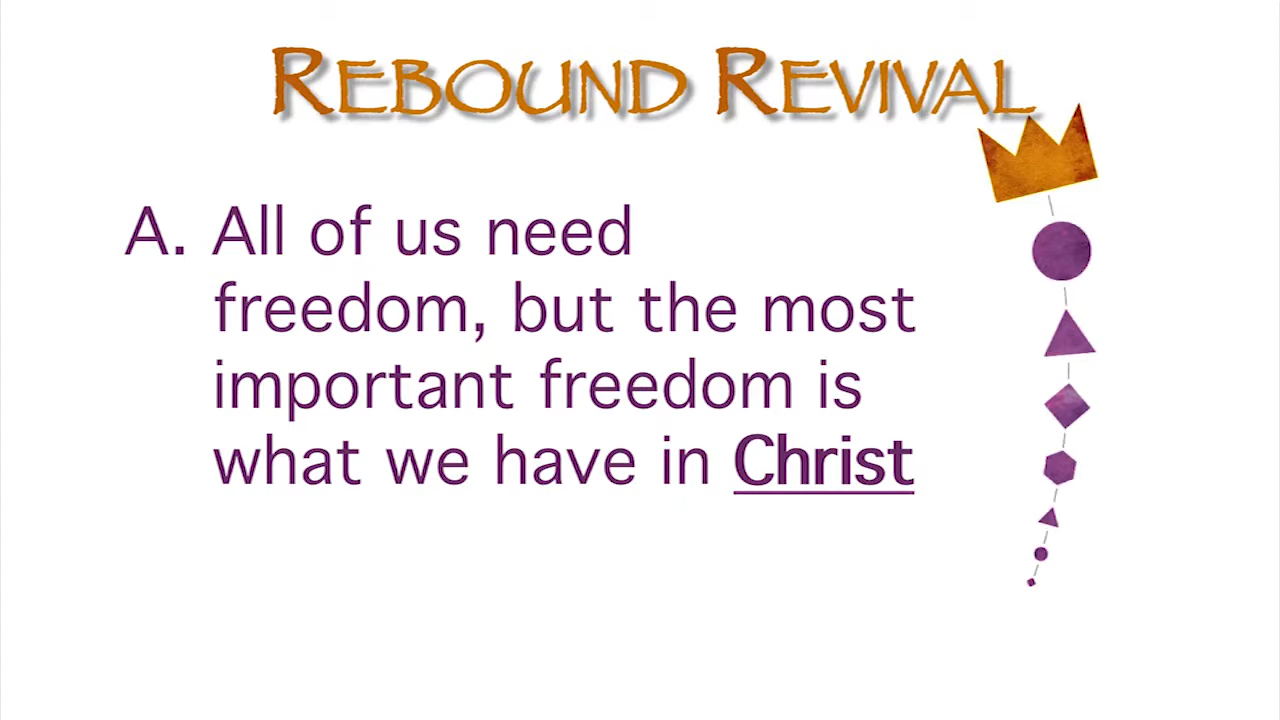 REBOUND REVIVAL
A. All of us need
freedom, but the most
important freedom is
what we have in Christ